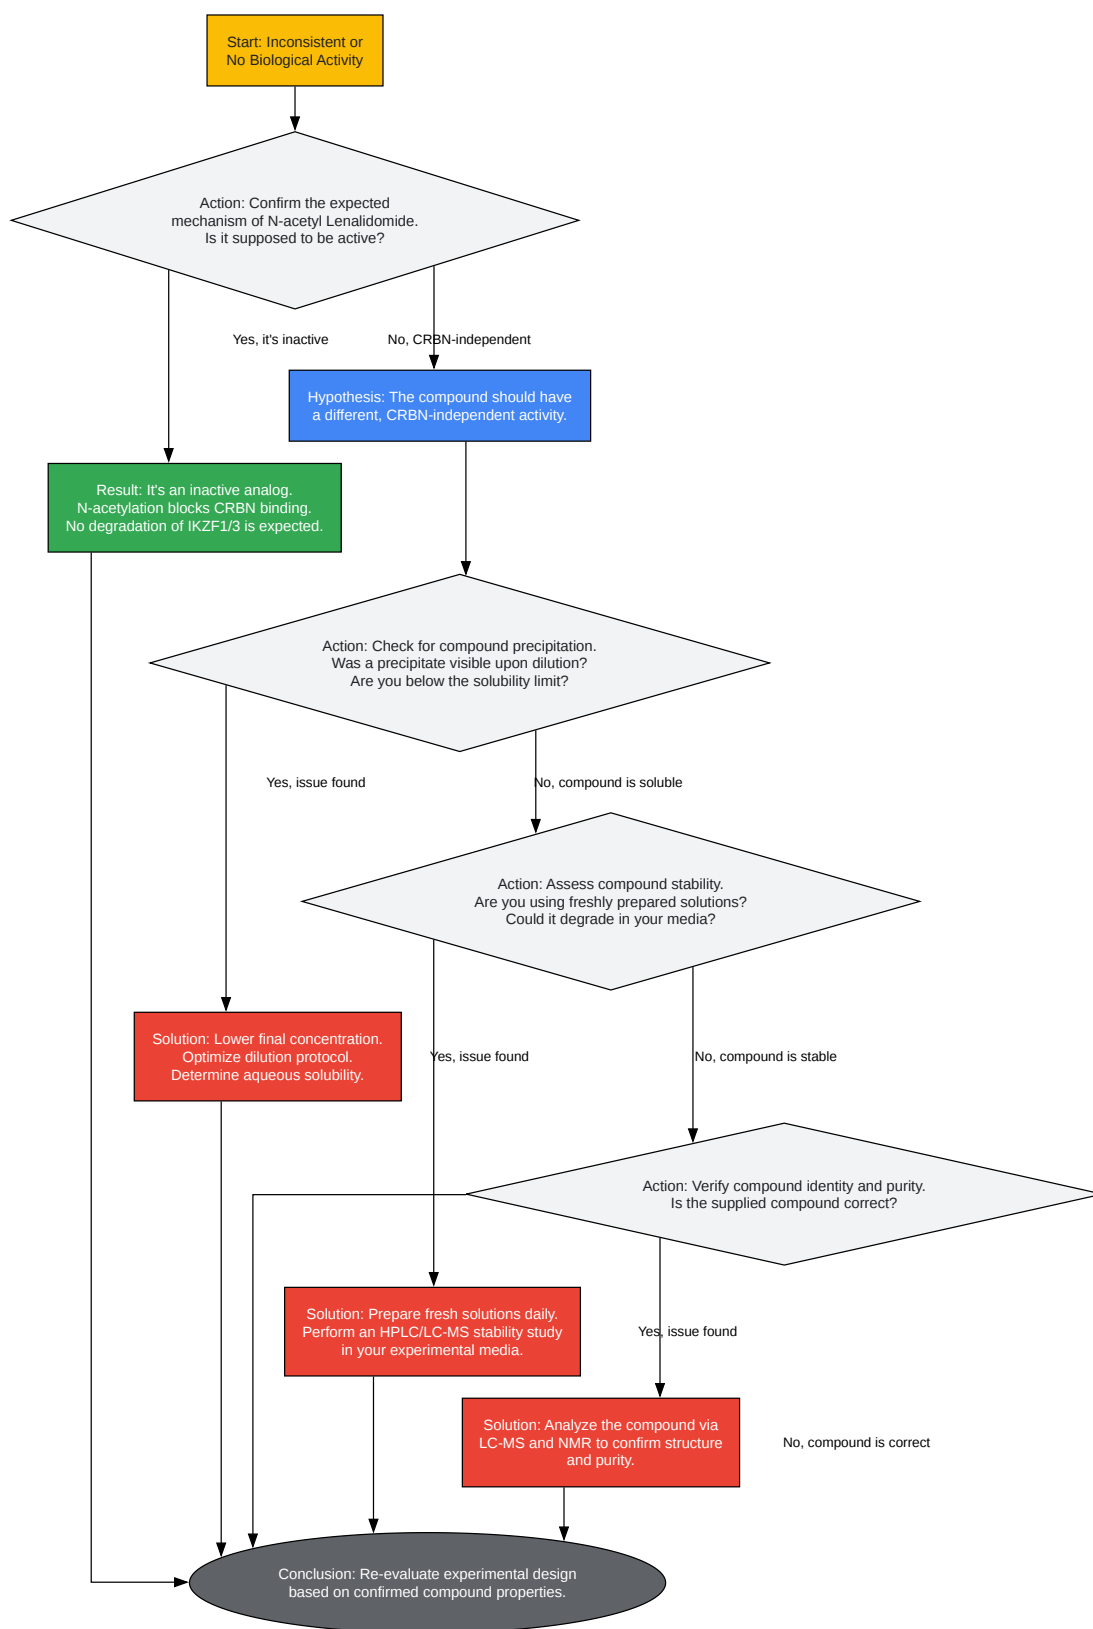 Start: Inconsistent or
No Biological Activity
Action: Confirm the expected
mechanism of N-acetyl Lenalidomide.
Is it supposed to be active?
Yes, it's inactive
No, CRBN-independent
Hypothesis: The compound should have
a different, CRBN-independent activity.
Result: It's an inactive analog.
N-acetylation blocks CRBN binding.
No degradation of IKZF1/3 is expected.
Action: Check for compound precipitation.
Was a precipitate visible upon dilution?
Are you below the solubility limit?
Yes, issue found
No, compound is soluble
Action: Assess compound stability.
Are you using freshly prepared solutions?
Could it degrade in your media?
Solution: Lower final concentration.
Optimize dilution protocol.
Determine aqueous solubility.
Yes, issue found
No, compound is stable
Action: Verify compound identity and purity.
Is the supplied compound correct?
Solution: Prepare fresh solutions daily.
Perform an HPLC/LC-MS stability study
in your experimental media.
Yes, issue found
Solution: Analyze the compound via
LC-MS and NMR to confirm structure
and purity.
No, compound is correct
Conclusion: Re-evaluate experimental design
based on confirmed compound properties.